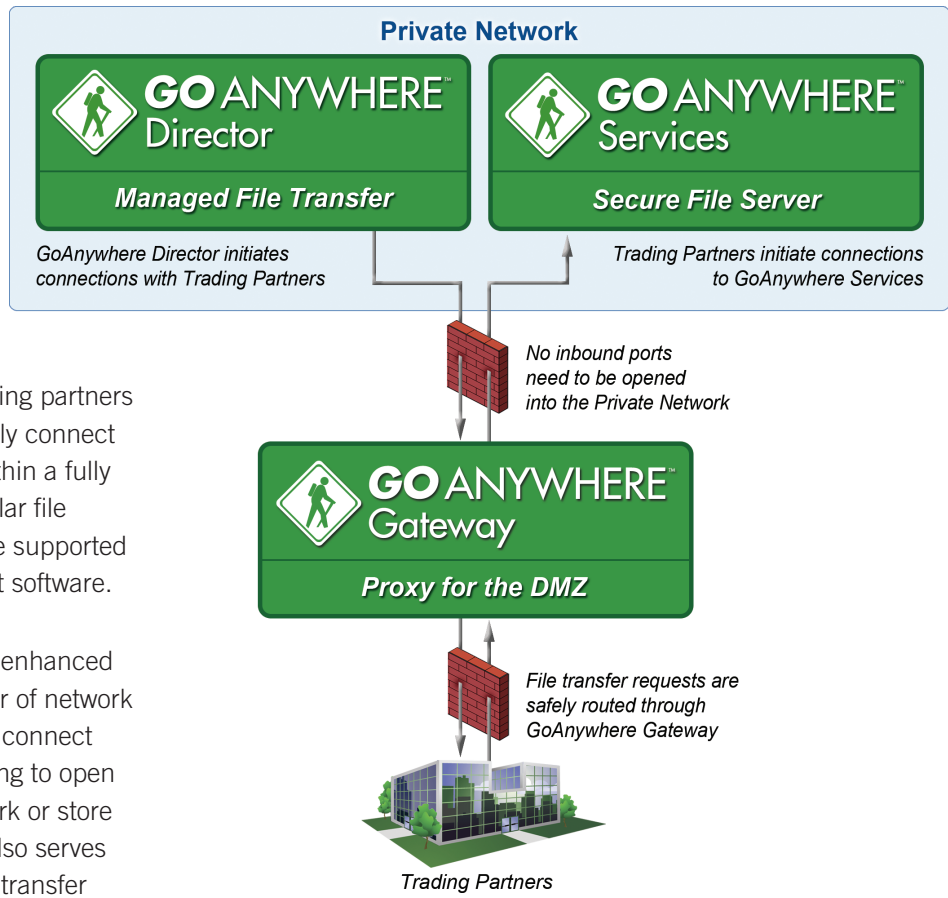 Private Network
GO ANYWHERE™
Director
Managed File Transfer
GO ANYWHERE™
Services
Secure File Server
GoAnywhere Director initiates
connections with Trading Partners
Trading Partners initiate connections
to GoAnywhere Services
No inbound ports
need to be opened
into the Private Network
ing partners
ly connect
thin a fully
lar file
e supported
t software.
enhanced
r of network
connect
ng to open
rk or store
lso serves
transfer
GO ANYWHERE™
Gateway
Proxy for the DMZ
File transfer requests are
safely routed through
GoAnywhere Gateway
Trading Partners